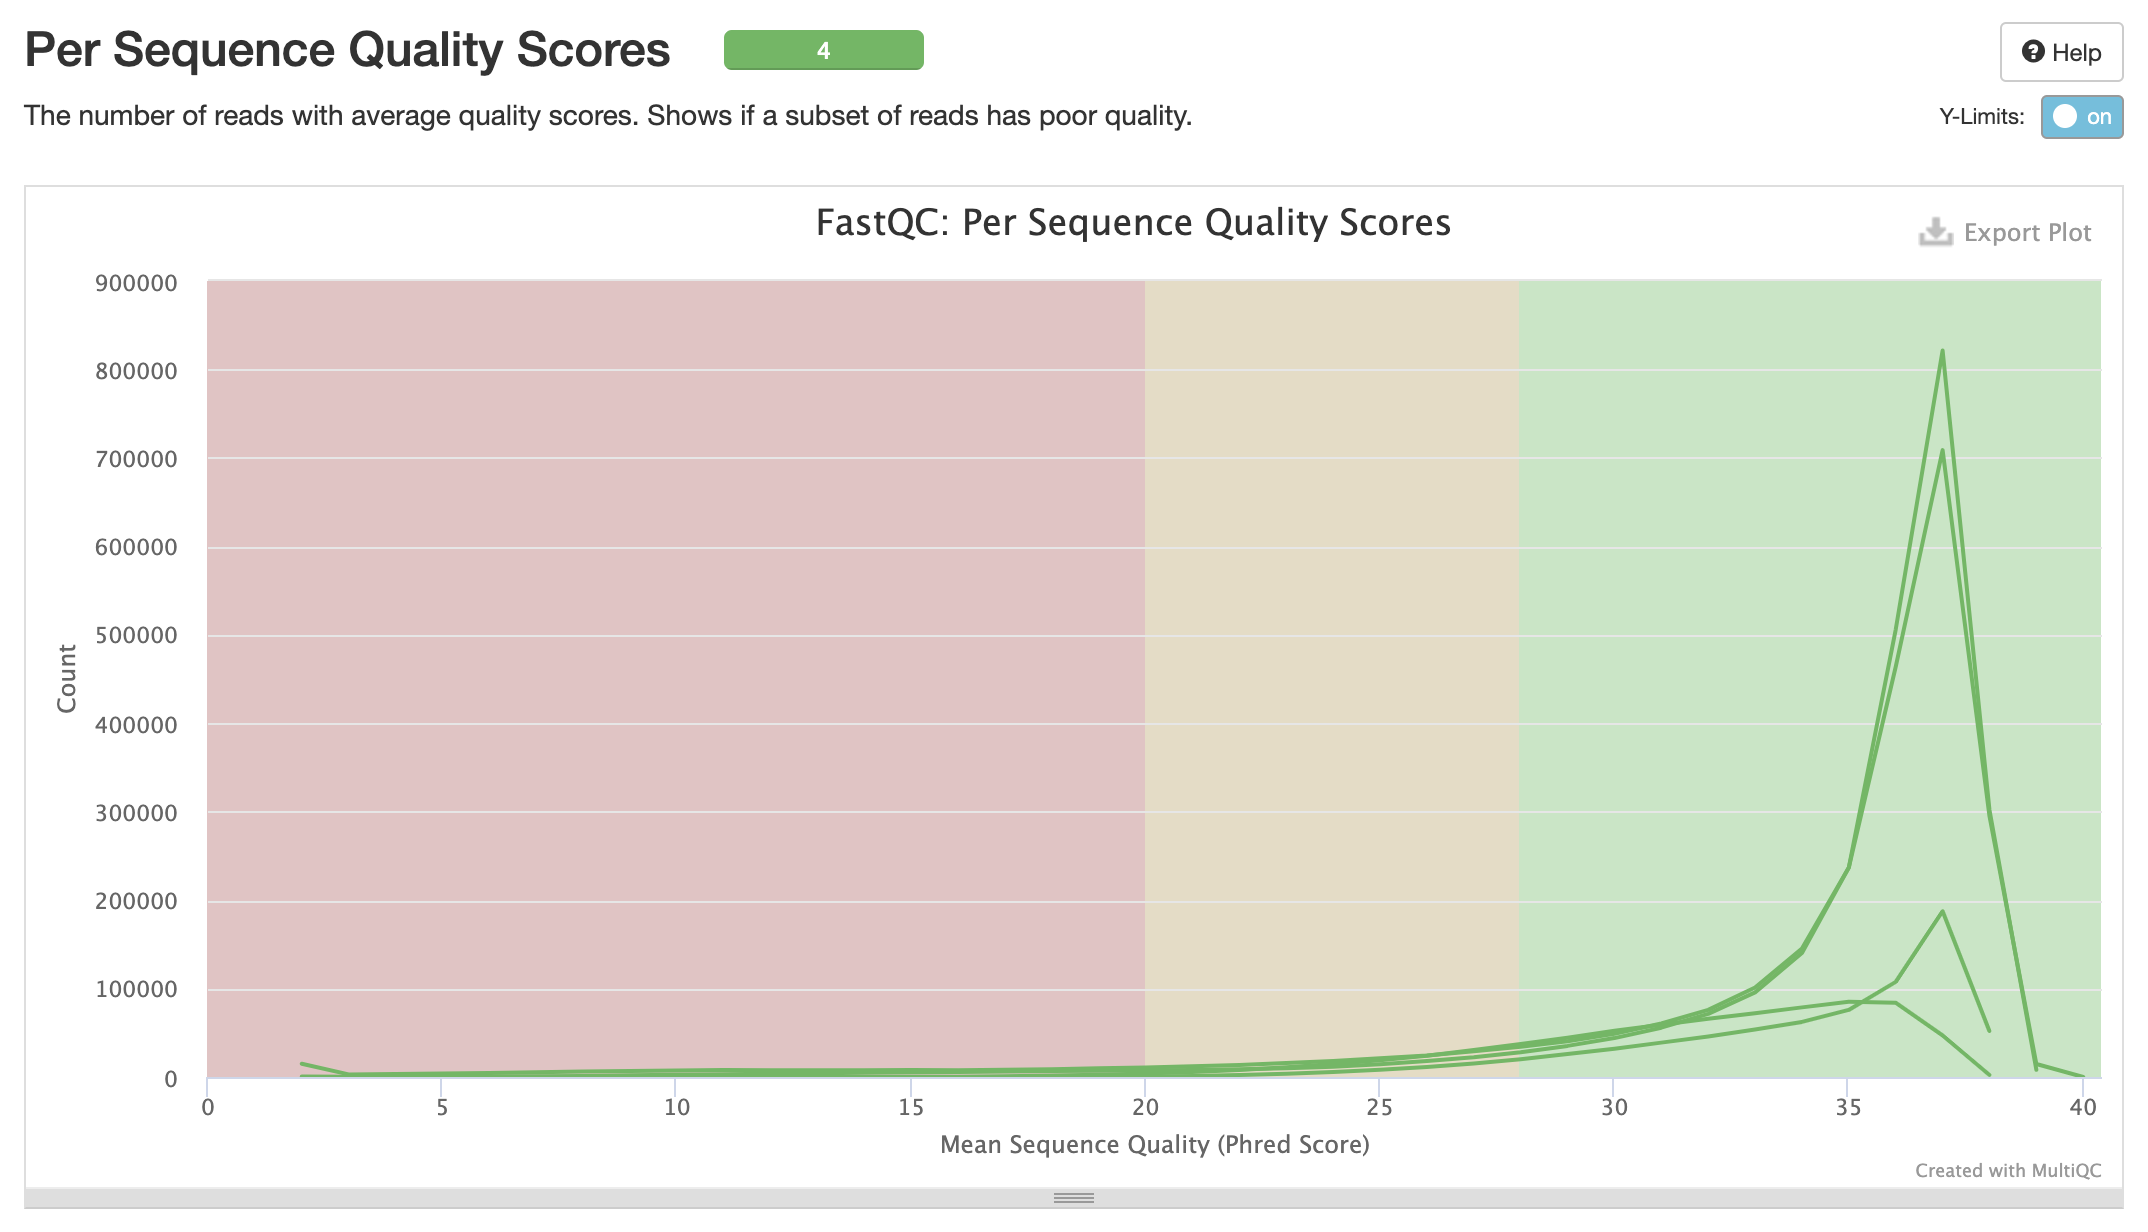 Per Sequence Quality Scores
4
Help
The number of reads with average quality scores. Shows if a subset of reads has poor quality.
Y-Limits:
on
FastQC: Per Sequence Quality Scores
Export Plot
900000
800000
700000
600000
500000
400000
300000
200000
100000
0
Count
0 5 10 15 20 25 30 35 40
Mean Sequence Quality (Phred Score)
Created with MultiQC